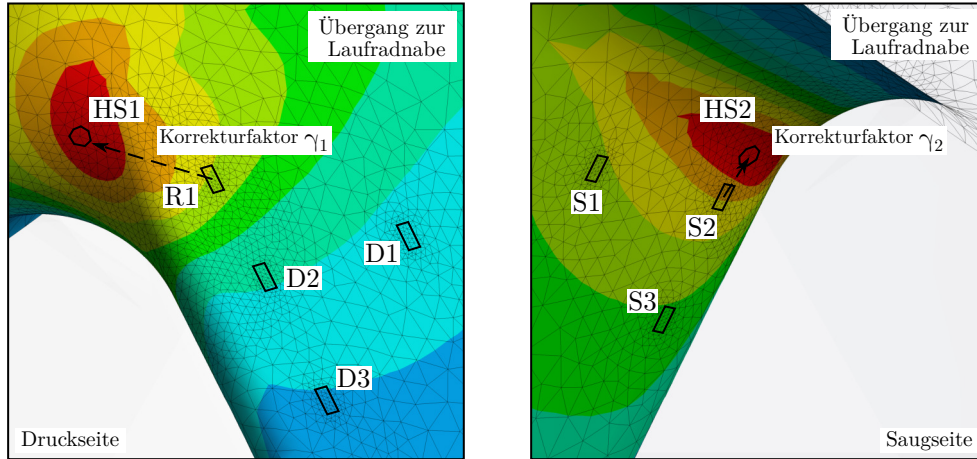 Übergang zur
Laufradnabe
HS1
Korrekturfaktor γ₁
R1
D1
D2
D3
Druckseite
Übergang zur
Laufradnabe
HS2
Korrekturfaktor γ₂
S1
S2
S3
Saugseite